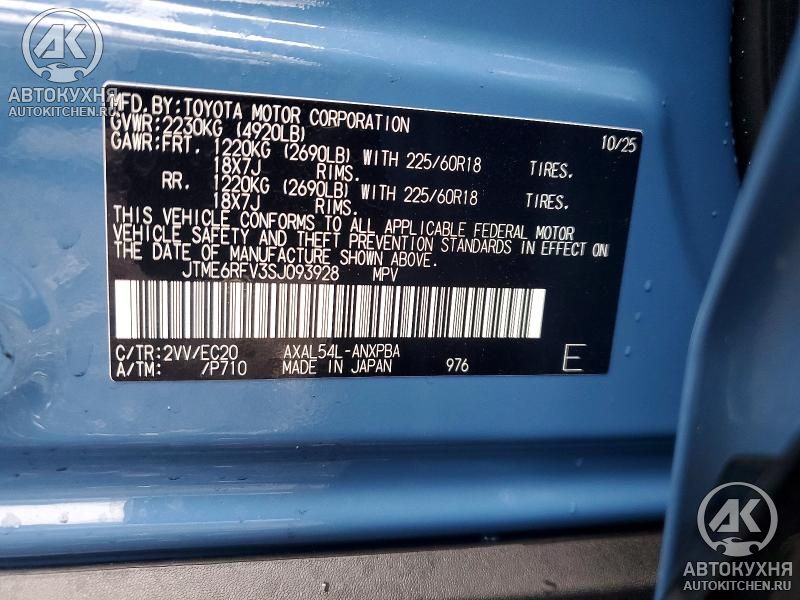 АК
АВТОКУХНЯ
AUTOKITCHEN.RU
MFD. BY: TOYOTA MOTOR CORPORATION 10/25
GVWR: 2230KG (4920LB)
GAWR: FRT. 1220KG (2690LB) WITH 225/60R18 TIRES.
18X7J RIMS.
RR. 1220KG (2690LB) WITH 225/60R18 TIRES.
18X7J RIMS.
THIS VEHICLE CONFORMS TO ALL APPLICABLE FEDERAL MOTOR
VEHICLE SAFETY AND THEFT PREVENTION STANDARDS IN EFFECT ON
THE DATE OF MANUFACTURE SHOWN ABOVE.
JTME6RFV3SJ093928 MPV
C/TR: 2VV/EC20 AXAL54L-ANXPBA
A/TM: /P710 MADE IN JAPAN 976 E
АК
АВТОКУХНЯ
AUTOKITCHEN.RU